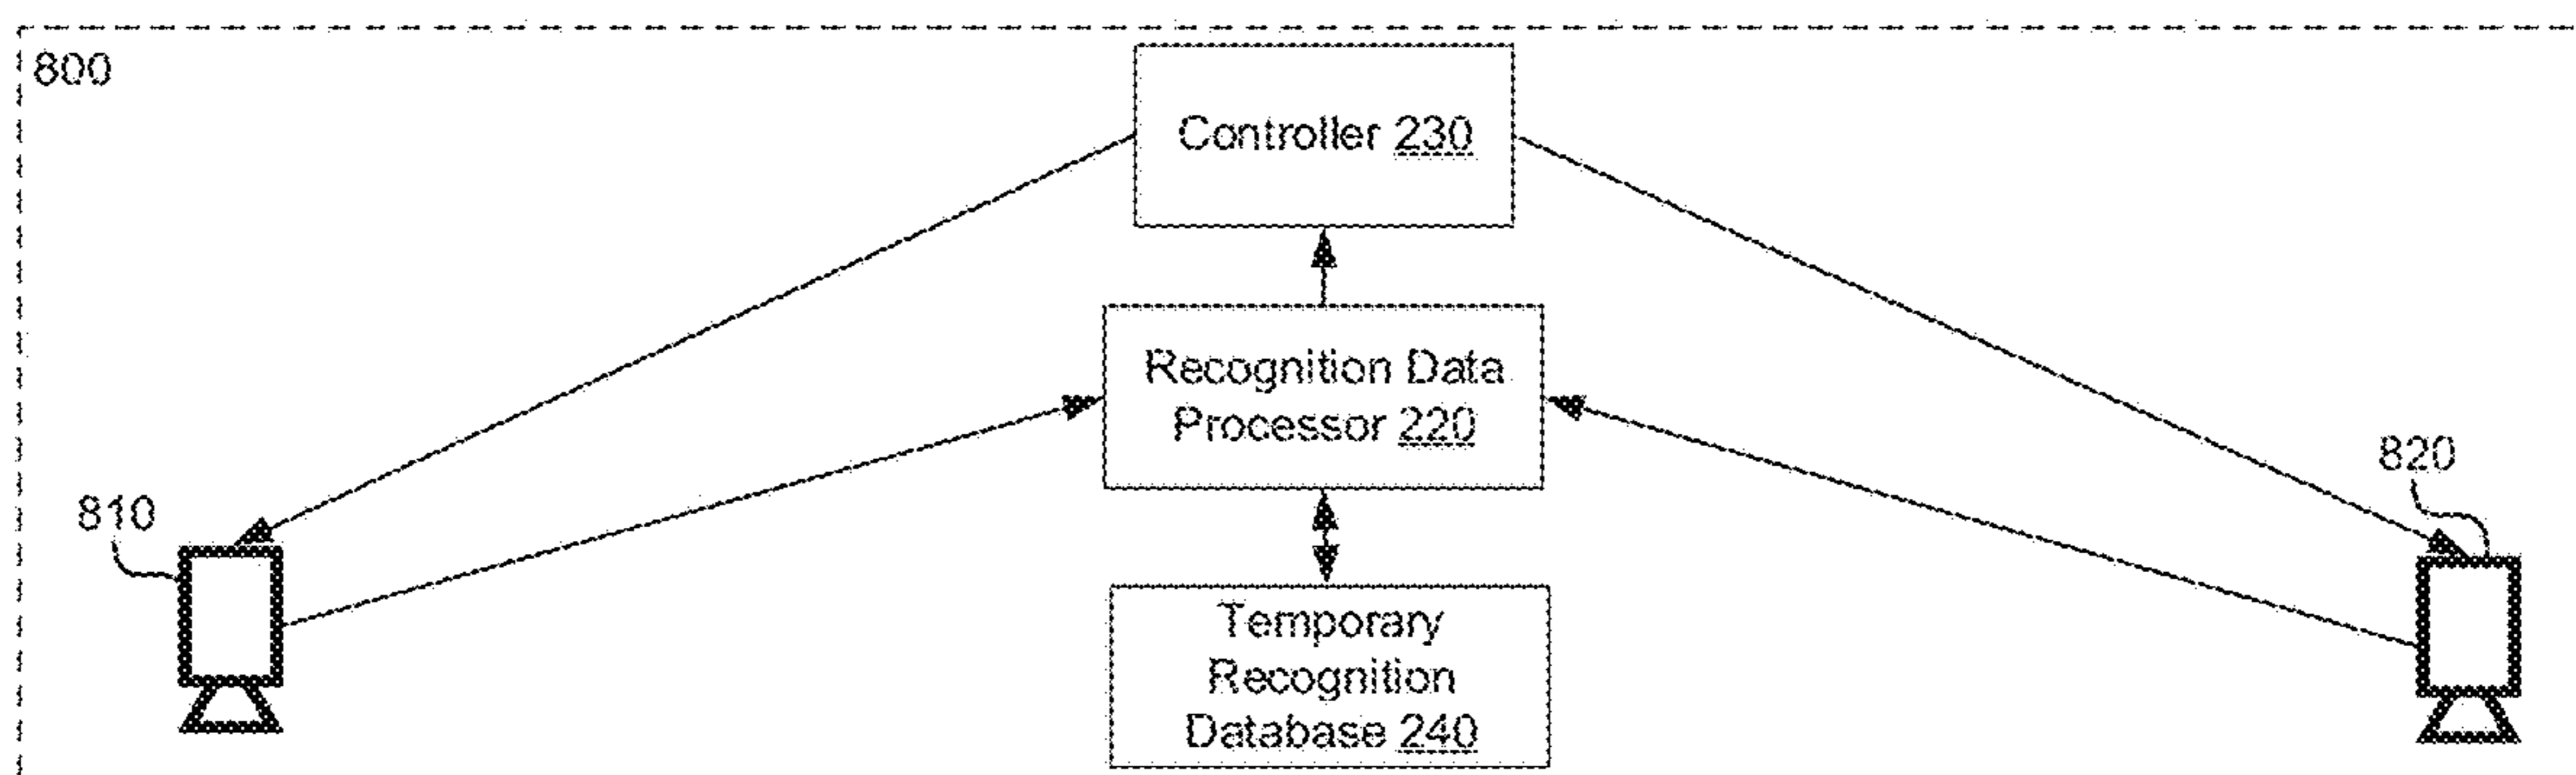 800
Controller 230
Recognition Data
Processor 220
820
810
Temporary
Recognition
Database 240